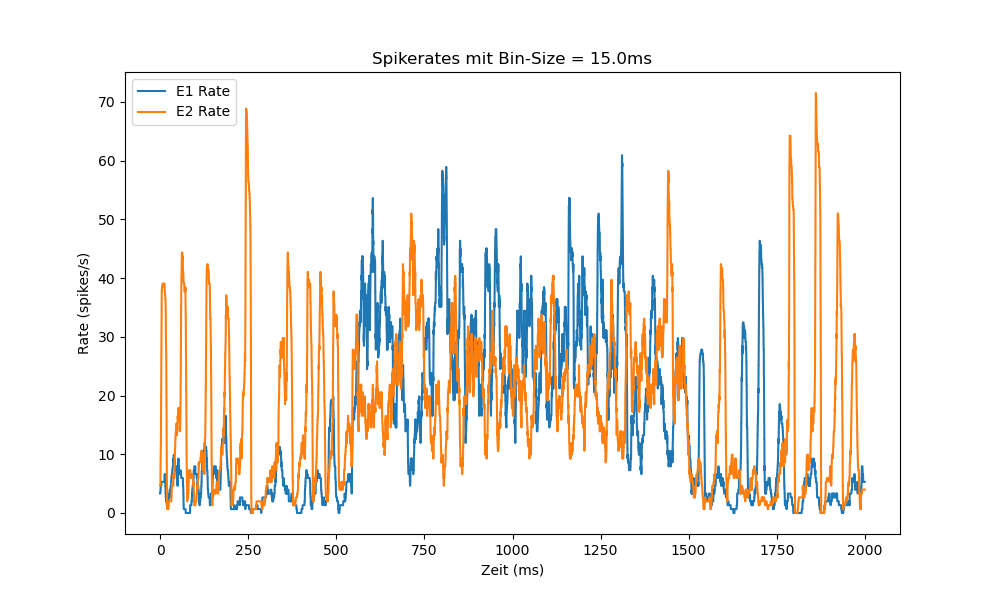 Spikerates mit Bin-Size = 15.0ms
E1 Rate
E2 Rate
70
60
50
40
30
20
10
0
Rate (spikes/s)
0 250 500 750 1000 1250 1500 1750 2000
Zeit (ms)